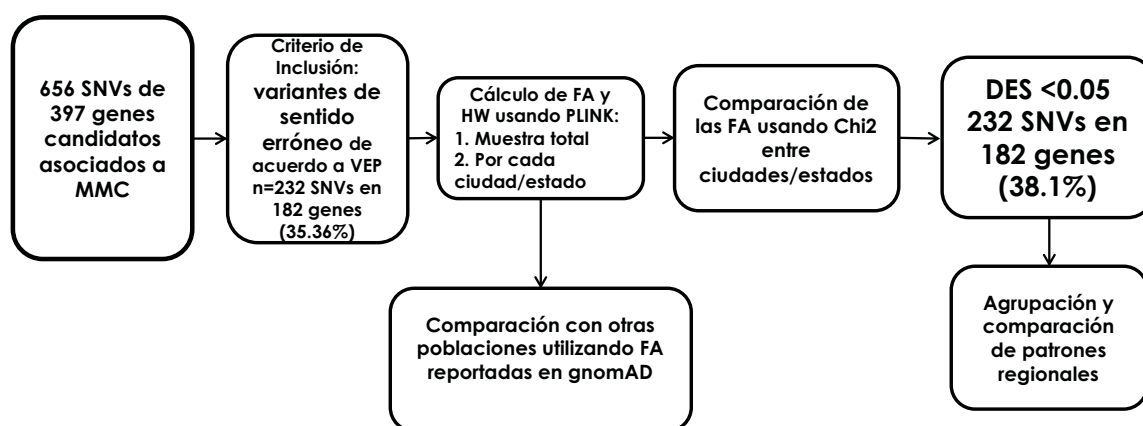 656 SNVs de
397 genes
candidatos
asociados a
MMC
Criterio de
Inclusión:
variantes de
sentido
erróneo de
acuerdo a VEP
n=232 SNVs en
182 genes
(35.36%)
Cálculo de FA y
HW usando PLINK:
1. Muestra total
2. Por cada
ciudad/estado
Comparación de
las FA usando Chi2
entre
ciudades/estados
DES <0.05
232 SNVs en
182 genes
(38.1%)
Comparación con otras
poblaciones utilizando FA
reportadas en gnomAD
Agrupación y
comparación
de patrones
regionales